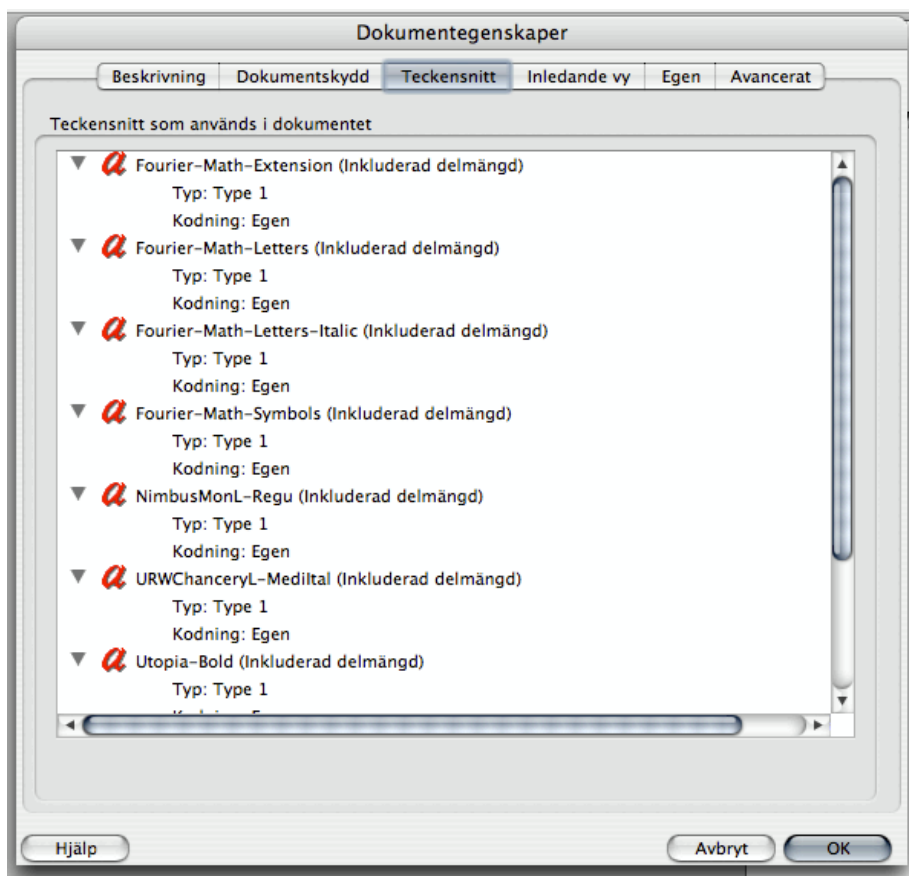 Dokumentegenskaper
Beskrivning Dokumentskydd Teckensnitt Inledande vy Egen Avancerat
Teckensnitt som används i dokumentet
Fourier-Math-Extension (Inkluderad delmängd)
Typ: Type 1
Kodning: Egen
Fourier-Math-Letters (Inkluderad delmängd)
Typ: Type 1
Kodning: Egen
Fourier-Math-Letters-Italic (Inkluderad delmängd)
Typ: Type 1
Kodning: Egen
Fourier-Math-Symbols (Inkluderad delmängd)
Typ: Type 1
Kodning: Egen
NimbusMonL-Regu (Inkluderad delmängd)
Typ: Type 1
Kodning: Egen
URWChanceryL-MediItal (Inkluderad delmängd)
Typ: Type 1
Kodning: Egen
Utopia-Bold (Inkluderad delmängd)
Typ: Type 1
Hjälp Avbryt OK